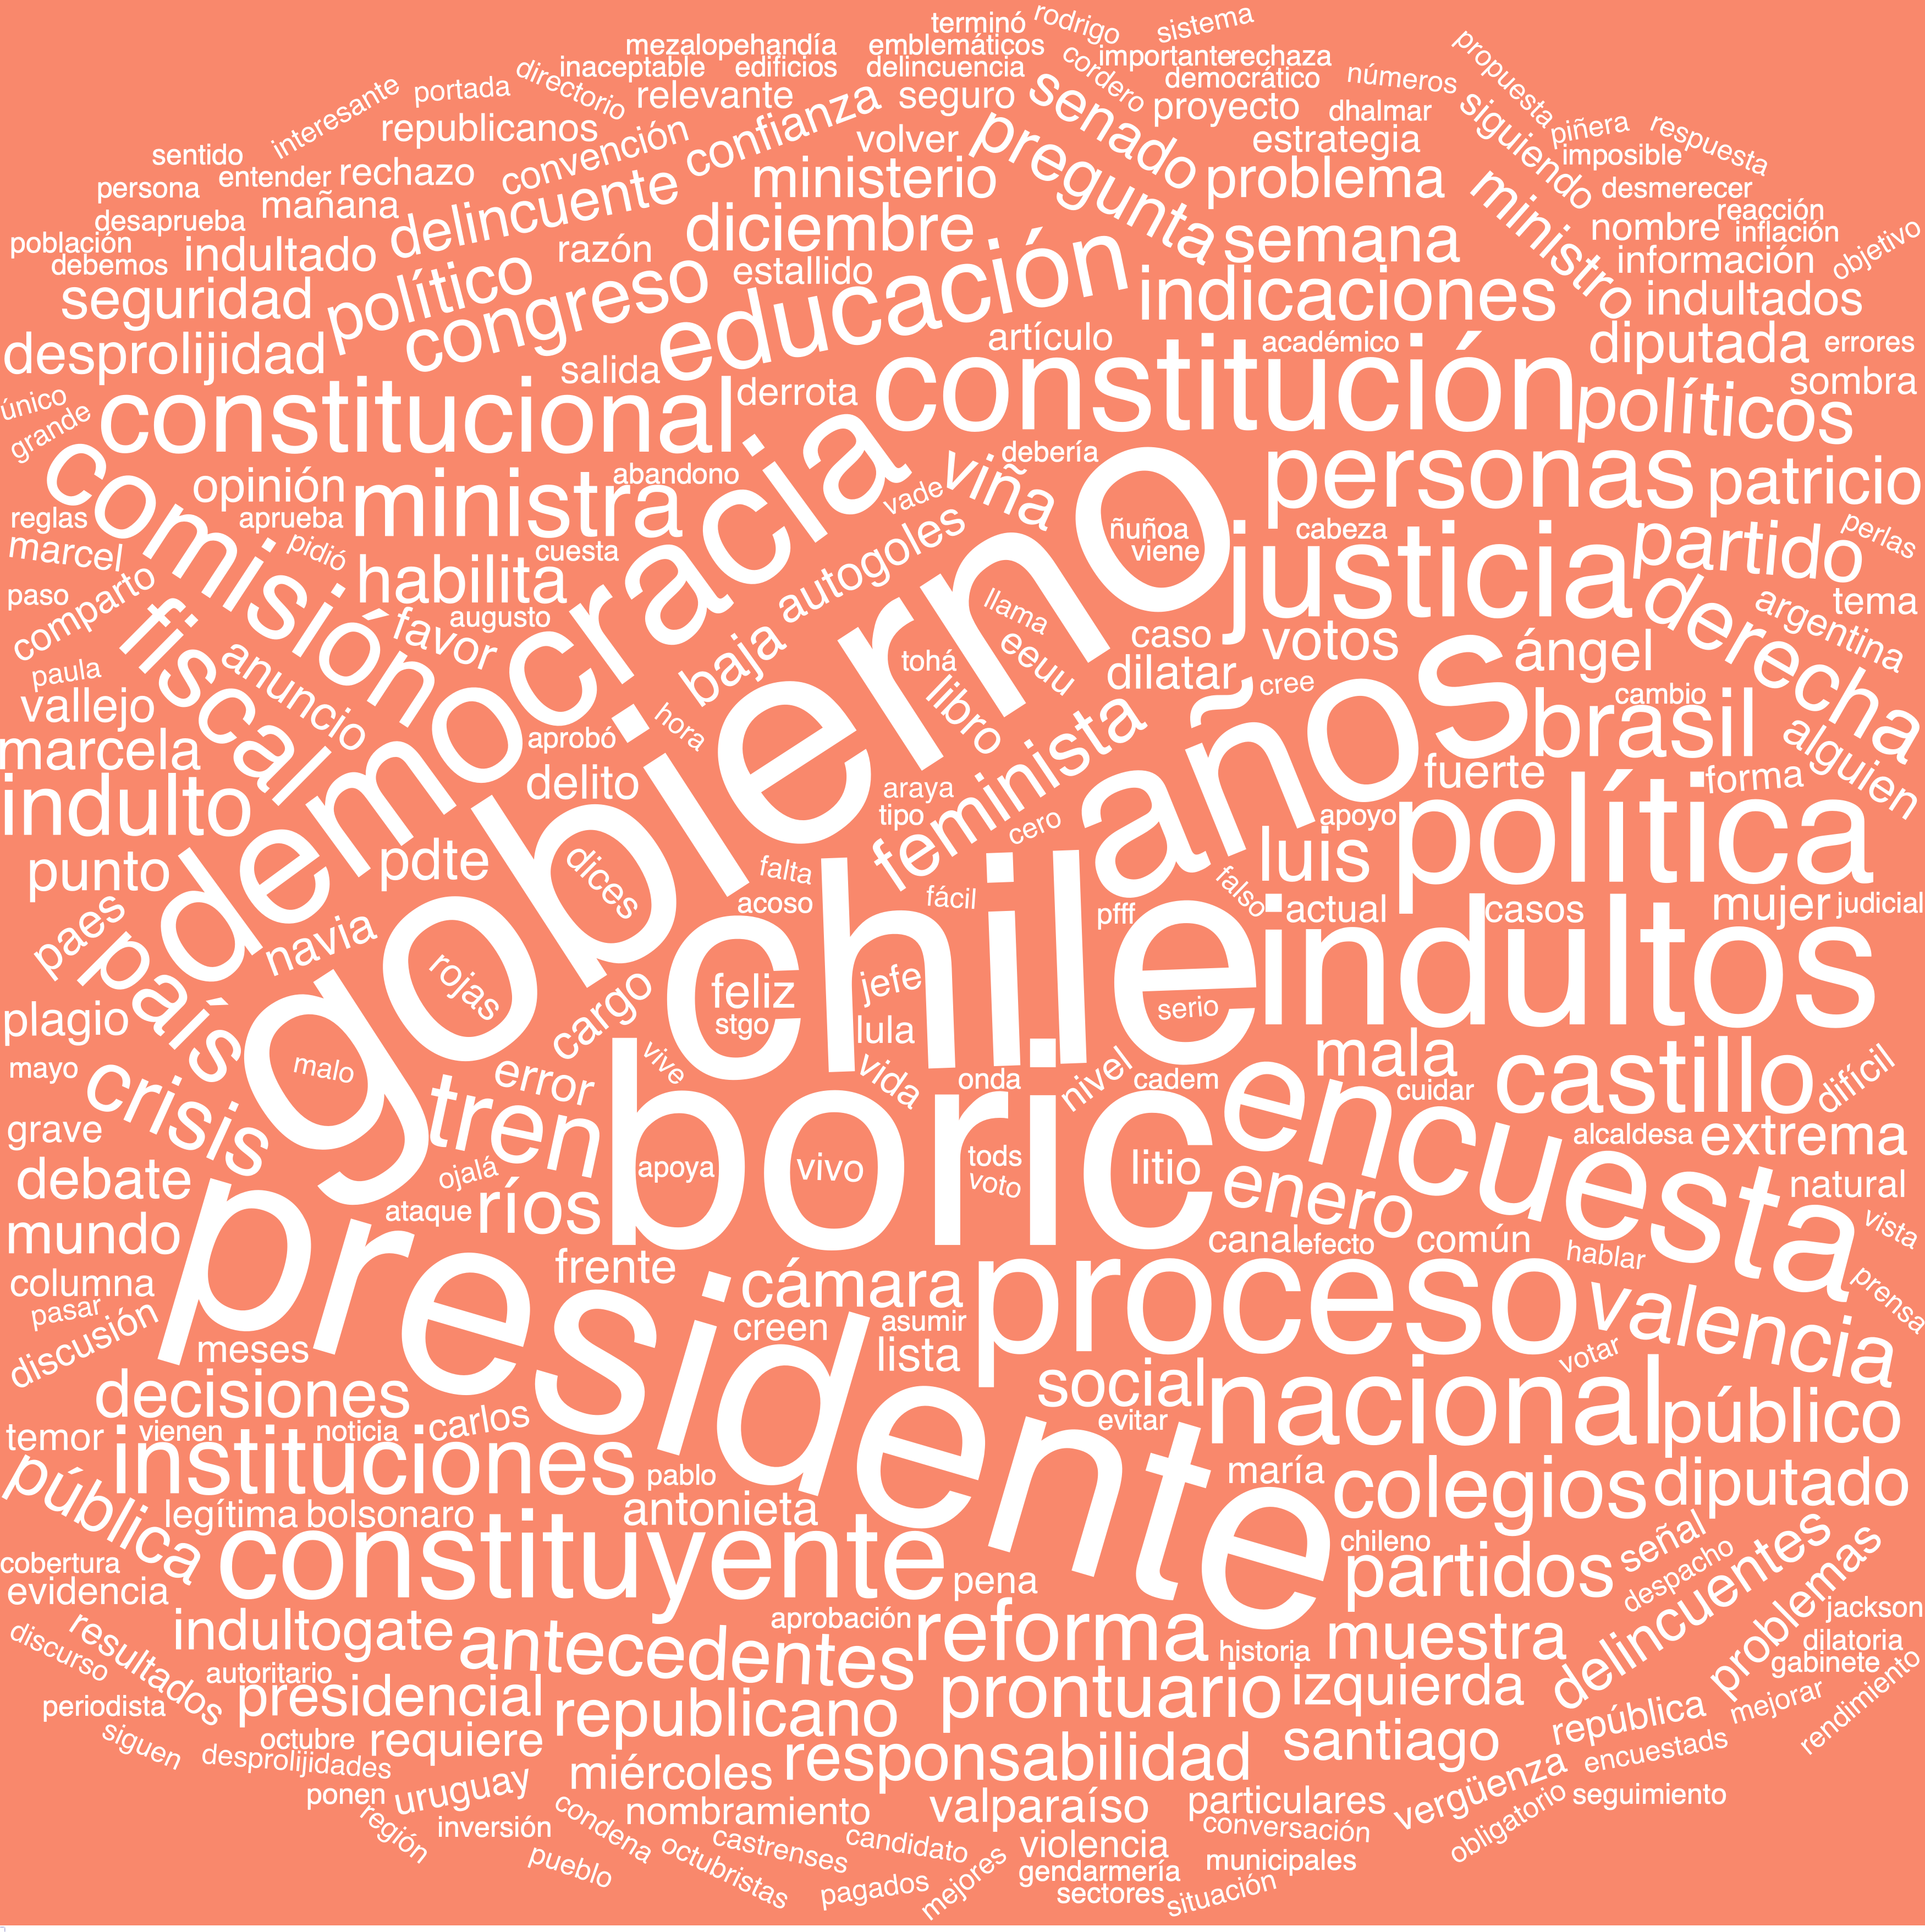 terminó
rodrigo
sistema
mezalopehandía
emblemáticos
importante
rechaza
propuesta
inaceptable
edificios
delincuencia
cordero
democrático
números
interesante
portada
directorio
relevante
seguro
senado
proyecto
dhalmar
siguiendo
piñera
respuesta
republicanos
convención
confianza
volver
pregunta
estrategia
imposible
sentido
entender
rechazo
delincuente
ministerio
problema
ministro
desmerecer
persona
mañana
desaprueba
razón
diciembre
semana
nombre
reacción
inflación
objetivo
población
debemos
indultado
político
congreso
estallido
educación
indicaciones
información
seguridad
indultados
desprolijidad
salida
artículo
académico
diputada
errores
único
grande
constitucional
derrota
constitución
políticos
sombra
comisión
opinión
ministra
abandono
democracia
vade
viña
debería
personas
patricio
reglas
aprueba
marcel
pidió
cuesta
habilita
autogoles
gobierno
ñuñoa
viene
cabeza
justicia
partido
perlas
paso
comparto
fiscal
favor
augusto
baja
llama
eeuu
caso
votos
derecha
argentina
tema
paula
anuncio
tohá
libro
dilatar
cree
años
ángel
vallejo
hora
aprobó
feminista
brasil
cambio
alguien
marcela
delito
araya
tipo
cero
fuerte
forma
indulto
apoyo
política
punto
pdte
dices
falta
fácil
luis
falso
paes
país
navia
rojas
acoso
chile
pfff
actual
casos
mujer
judicial
indultos
plagio
cargo
feliz
stgo
jefe
lula
serio
mayo
crisis
malo
error
vive
vida
onda
nivel
cadem
mala
cuidar
castillo
difícil
tren
boric
encuesta
grave
debate
ojalá
apoya
vivo
tods
voto
litio
enero
alcaldesa
extrema
natural
ataque
ríos
mundo
presidente
canal
efecto
común
hablar
vista
columna
frente
cámara
proceso
valencia
prensa
pasar
discusión
meses
creen
asumir
lista
votar
decisiones
carlos
social
evitar
nacional
público
temor
vienen
noticia
instituciones
pablo
maría
colegios
diputado
pública
legítima
bolsonaro
antonieta
constituyente
chileno
señal
cobertura
evidencia
pena
partidos
despacho
delincuentes
problemas
discurso
resultados
indultogate
antecedentes
aprobación
reforma
historia
muestra
jackson
dilatoria
autoritario
gabinete
periodista
presidencial
republicano
prontuario
izquierda
mejorar
rendimiento
siguen
octubre
requiere
santiago
república
desprolijidades
miércoles
responsabilidad
encuestads
vergüenza
ponen
uruguay
nombramiento
valparaíso
particulares
obligatorio
seguimiento
región
inversión
condena
castrenses
candidato
violencia
conversación
pueblo
octubristas
pagados
mejores
gendarmería
municipales
sectores
situación